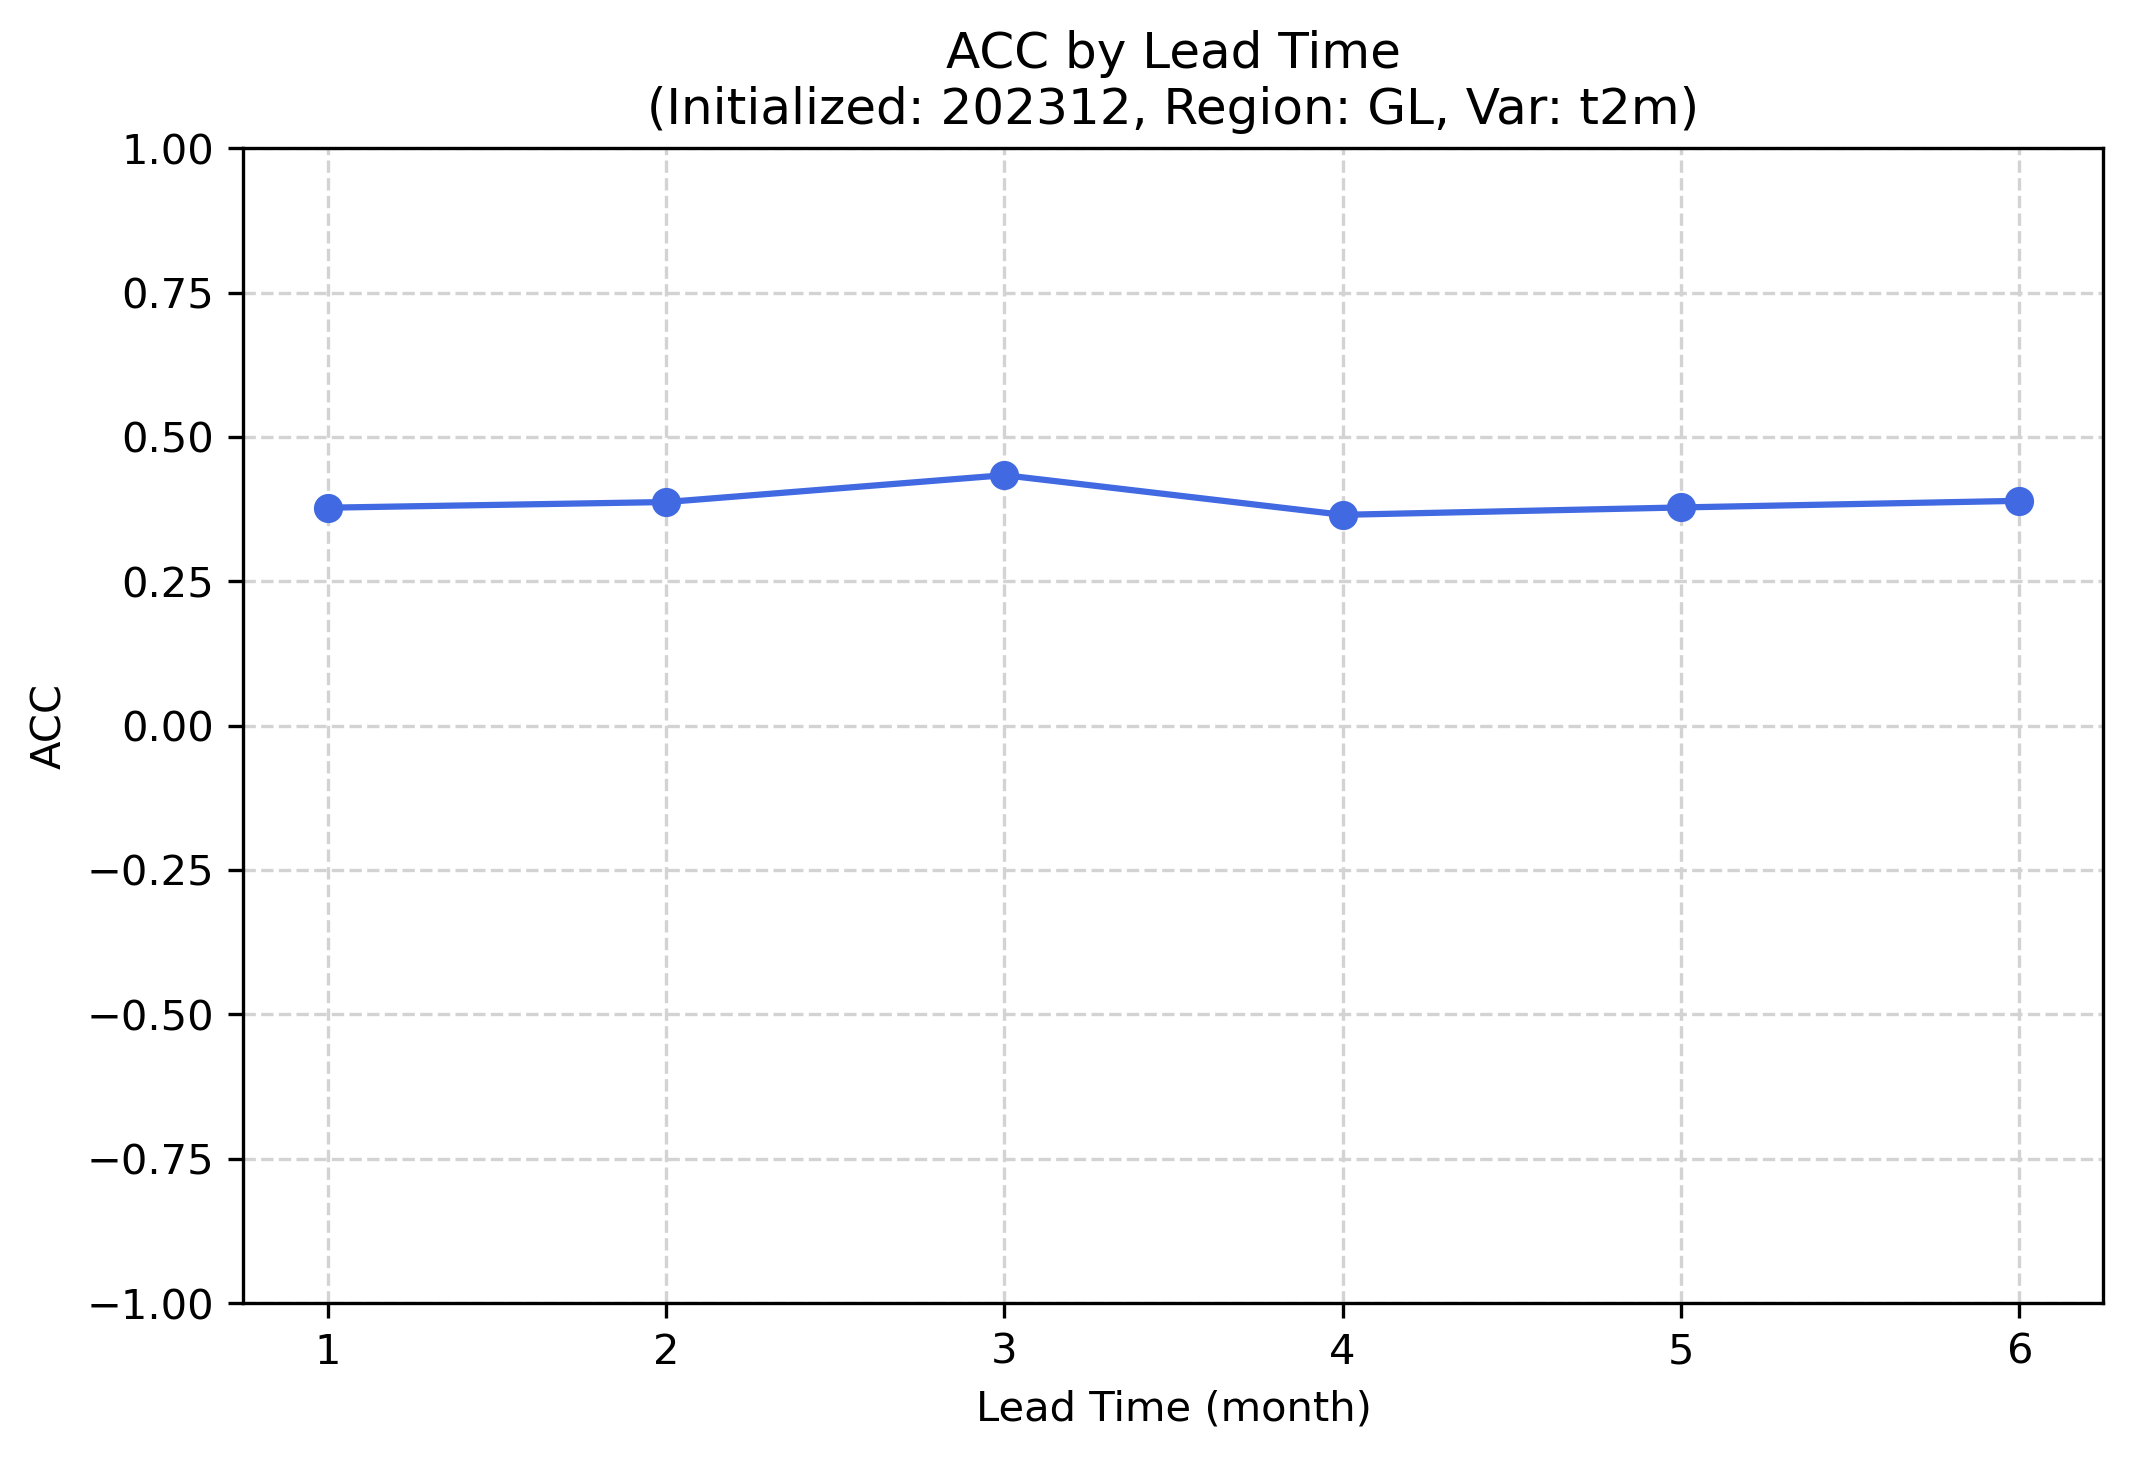 ACC by Lead Time
(Initialized: 202312, Region: GL, Var: t2m)
1.00
0.75
0.50
0.25
0.00
−0.25
−0.50
−0.75
−1.00
ACC
1 2 3 4 5 6
Lead Time (month)